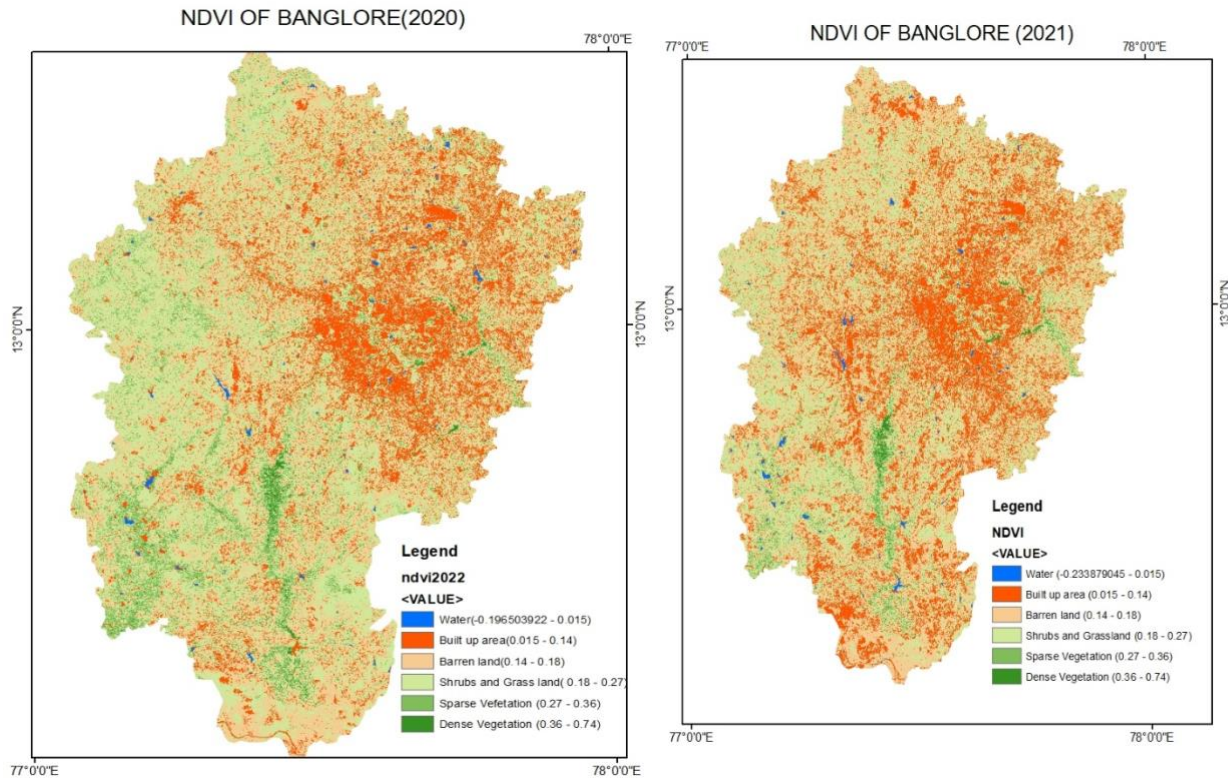 NDVI OF BANGLORE(2020)
78°0'0"E
13°0'0"N
13°0'0"N
Legend
ndvi2022
<VALUE>
Water(-0.196503922 - 0.015)
Built up area(0.015 - 0.14)
Barren land(0.14 - 0.18)
Shrubs and Grass land( 0.18 - 0.27)
Sparse Vefetation (0.27 - 0.36)
Dense Vegetation (0.36 - 0.74)
77°0'0"E
78°0'0"E
NDVI OF BANGLORE (2021)
77°0'0"E
78°0'0"E
13°0'0"N
13°0'0"N
Legend
NDVI
<VALUE>
Water (-0.233879045 - 0.015)
Built up area (0.015 - 0.14)
Barren land (0.14 - 0.18)
Shrubs and Grassland (0.18 - 0.27)
Sparse Vegetation (0.27 - 0.36)
Dense Vegetation (0.36 - 0.74)
77°0'0"E
78°0'0"E